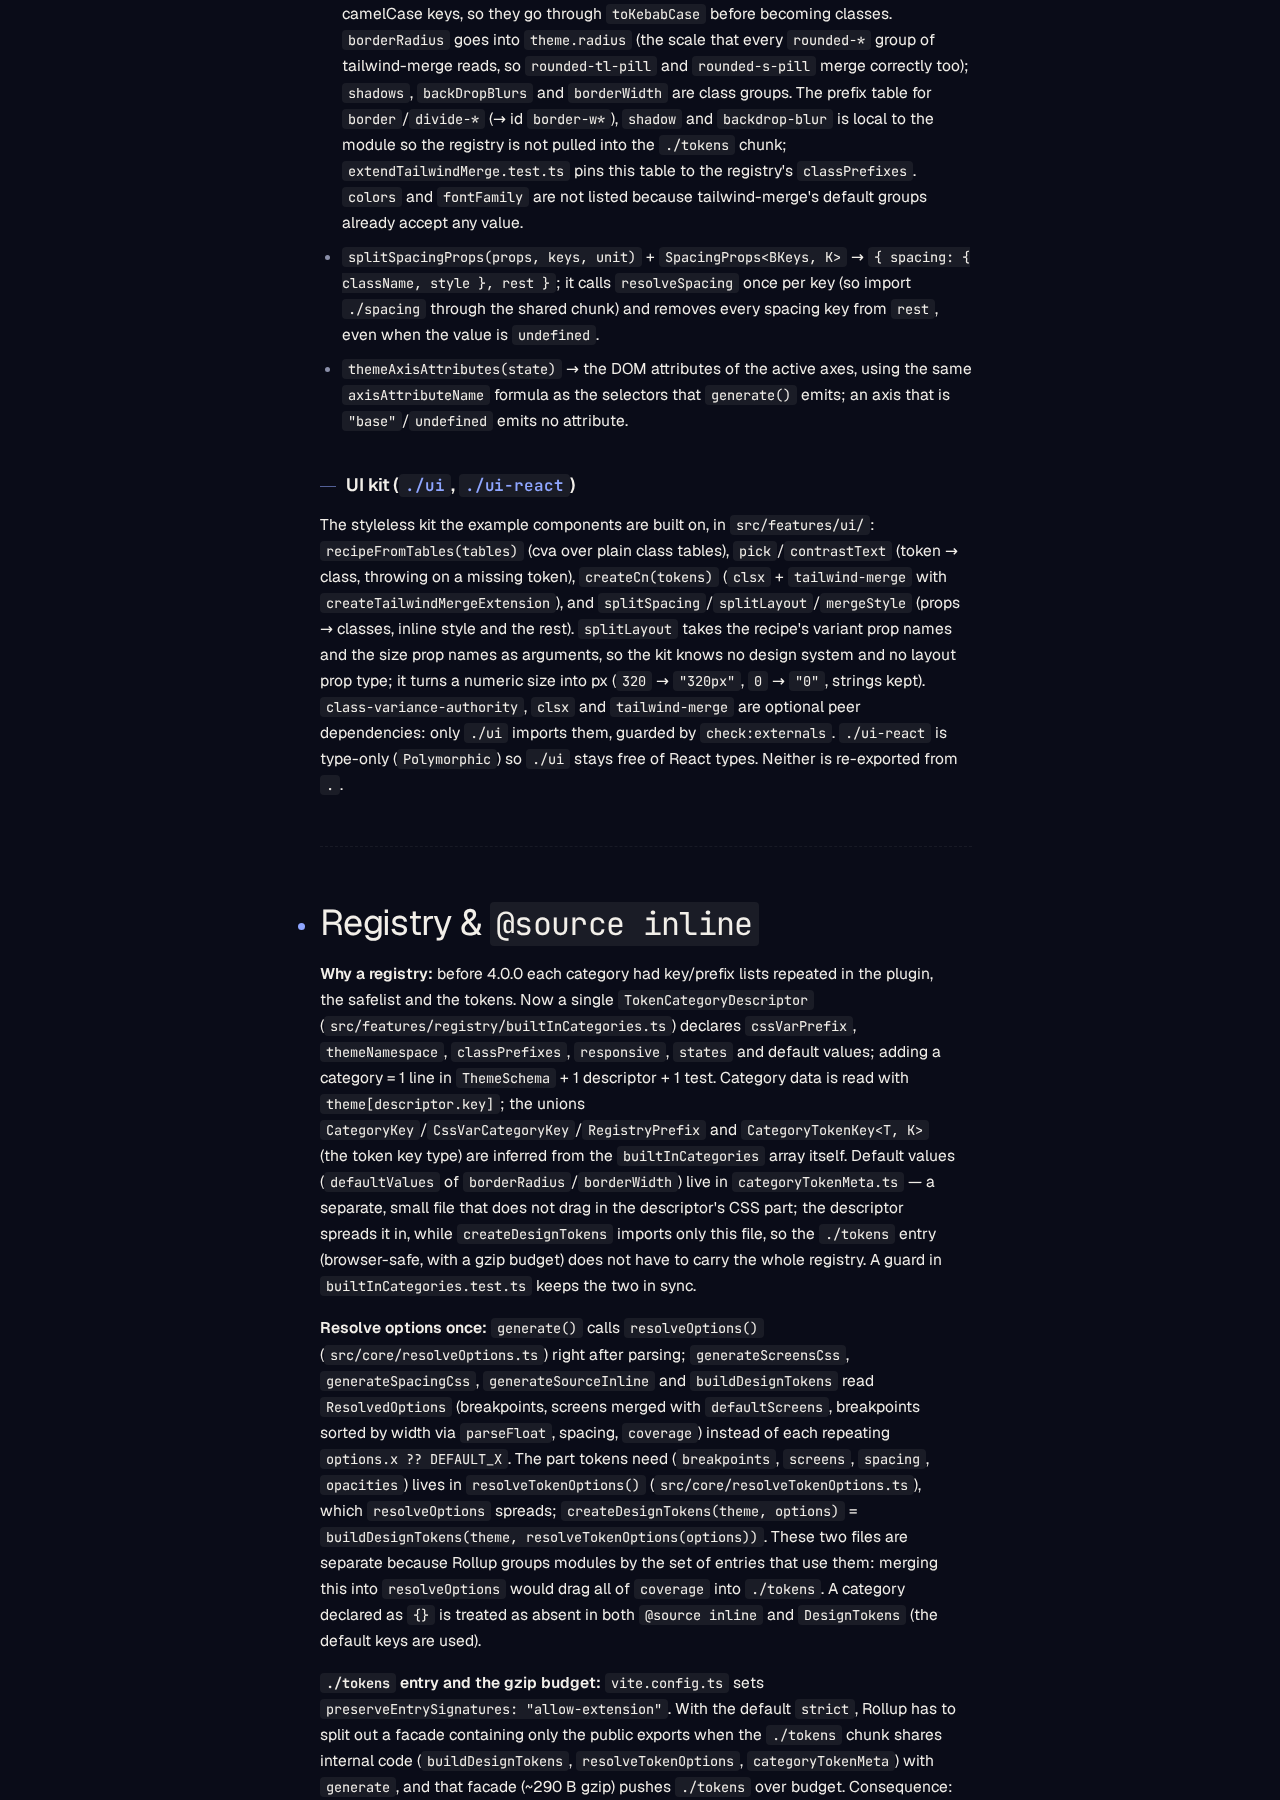 camelCase keys, so they go through toKebabCase before becoming classes.
borderRadius goes into theme.radius (the scale that every rounded-* group of
tailwind-merge reads, so rounded-tl-pill and rounded-s-pill merge correctly too);
shadows, backDropBlurs and borderWidth are class groups. The prefix table for
border/divide-* (→ id border-w*), shadow and backdrop-blur is local to the
module so the registry is not pulled into the ./tokens chunk;
extendTailwindMerge.test.ts pins this table to the registry's classPrefixes.
colors and fontFamily are not listed because tailwind-merge's default groups
already accept any value.
splitSpacingProps(props, keys, unit) + SpacingProps<BKeys, K> → { spacing: {
className, style }, rest }; it calls resolveSpacing once per key (so import
./spacing through the shared chunk) and removes every spacing key from rest,
even when the value is undefined.
themeAxisAttributes(state) → the DOM attributes of the active axes, using the same
axisAttributeName formula as the selectors that generate() emits; an axis that is
"base"/undefined emits no attribute.
— UI kit (./ui, ./ui-react)
The styleless kit the example components are built on, in src/features/ui/:
recipeFromTables(tables) (cva over plain class tables), pick/contrastText (token →
class, throwing on a missing token), createCn(tokens) (clsx + tailwind-merge with
createTailwindMergeExtension), and splitSpacing/splitLayout/mergeStyle (props
→ classes, inline style and the rest). splitLayout takes the recipe's variant prop names
and the size prop names as arguments, so the kit knows no design system and no layout
prop type; it turns a numeric size into px (320 → "320px", 0 → "0", strings kept).
class-variance-authority, clsx and tailwind-merge are optional peer
dependencies: only ./ui imports them, guarded by check:externals. ./ui-react is
type-only (Polymorphic) so ./ui stays free of React types. Neither is re-exported from
..
Registry & @source inline
Why a registry: before 4.0.0 each category had key/prefix lists repeated in the plugin,
the safelist and the tokens. Now a single TokenCategoryDescriptor
(src/features/registry/builtInCategories.ts) declares cssVarPrefix,
themeNamespace, classPrefixes, responsive, states and default values; adding a
category = 1 line in ThemeSchema + 1 descriptor + 1 test. Category data is read with
theme[descriptor.key]; the unions
CategoryKey/CssVarCategoryKey/RegistryPrefix and CategoryTokenKey<T, K>
(the token key type) are inferred from the builtInCategories array itself. Default values
(defaultValues of borderRadius/borderWidth) live in categoryTokenMeta.ts — a
separate, small file that does not drag in the descriptor's CSS part; the descriptor
spreads it in, while createDesignTokens imports only this file, so the ./tokens entry
(browser-safe, with a gzip budget) does not have to carry the whole registry. A guard in
builtInCategories.test.ts keeps the two in sync.
Resolve options once: generate() calls resolveOptions()
(src/core/resolveOptions.ts) right after parsing; generateScreensCss,
generateSpacingCss, generateSourceInline and buildDesignTokens read
ResolvedOptions (breakpoints, screens merged with defaultScreens, breakpoints
sorted by width via parseFloat, spacing, coverage) instead of each repeating
options.x ?? DEFAULT_X. The part tokens need (breakpoints, screens, spacing,
opacities) lives in resolveTokenOptions() (src/core/resolveTokenOptions.ts),
which resolveOptions spreads; createDesignTokens(theme, options) =
buildDesignTokens(theme, resolveTokenOptions(options)). These two files are
separate because Rollup groups modules by the set of entries that use them: merging
this into resolveOptions would drag all of coverage into ./tokens. A category
declared as {} is treated as absent in both @source inline and DesignTokens (the
default keys are used).
./tokens entry and the gzip budget: vite.config.ts sets
preserveEntrySignatures: "allow-extension". With the default strict, Rollup has to
split out a facade containing only the public exports when the ./tokens chunk shares
internal code (buildDesignTokens, resolveTokenOptions, categoryTokenMeta) with
generate, and that facade (~290 B gzip) pushes ./tokens over budget. Consequence: